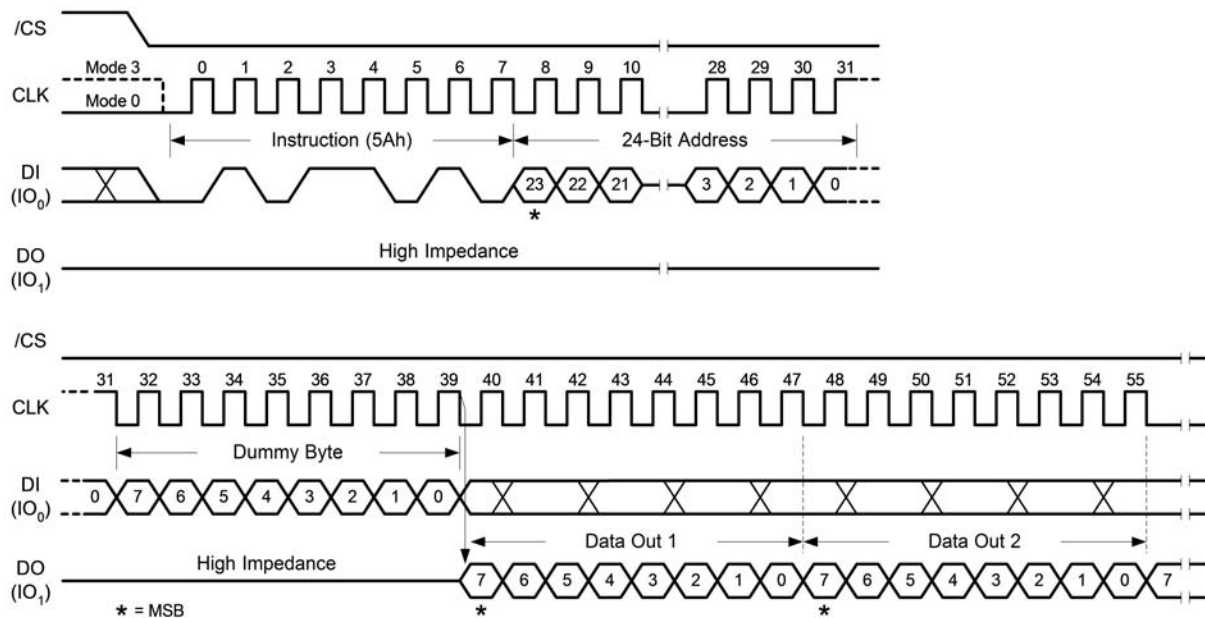 /CS
Mode 3 0 1 2 3 4 5 6 7 8 9 10 28 29 30 31
CLK
Mode 0
Instruction (5Ah) 24-Bit Address
DI
(IO0) 23 22 21 3 2 1 0
*
DO High Impedance
(IO1)
/CS
31 32 33 34 35 36 37 38 39 40 41 42 43 44 45 46 47 48 49 50 51 52 53 54 55
CLK
Dummy Byte
DI
(IO0) 0 7 6 5 4 3 2 1 0
Data Out 1 Data Out 2
DO High Impedance
(IO1) 7 6 5 4 3 2 1 0 7 6 5 4 3 2 1 0 7
* = MSB * *